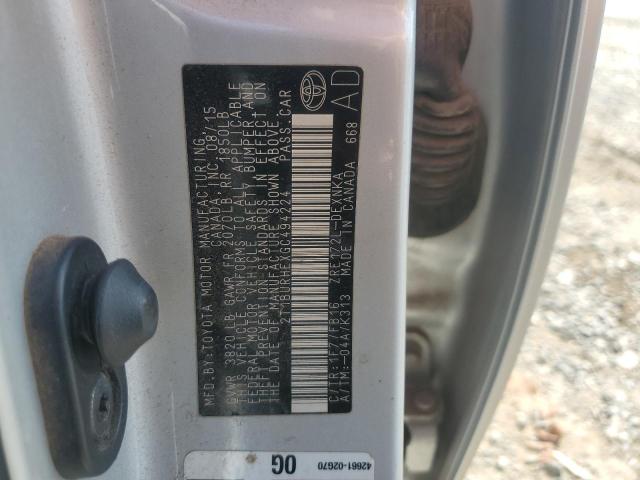 MFD.BY:TOYOTA MOTOR MANUFACTURING,
CANADA, INC. 08/15
GVWR 3820 LB GAWR FR 2070 LB, RR 1850LB
THIS VEHICLE CONFORMS TO ALL APPLICABLE
FEDERAL MOTOR VEHICLE SAFETY, BUMPER, AND
THEFT PREVENTION STANDARDS IN EFFECT ON
THE DATE OF MANUFACTURE SHOWN ABOVE.
2T1BURHEXGC494224 PASS.CAR
C/TR:1F7/FB16 ZRE172L-DEXNKA
A/TM:-04A/K313 MADE IN CANADA 668
AD
0G
42661-02G70